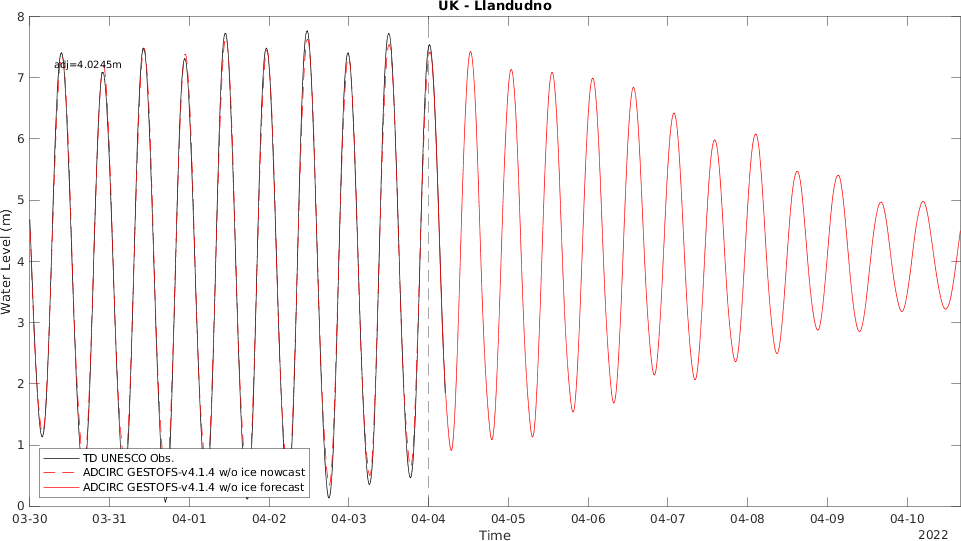 UK - Llandudno
adj=4.0245m
8
7
6
5
4
3
2
1
0
Water Level (m)
TD UNESCO Obs.
ADCIRC GESTOFS-v4.1.4 w/o ice nowcast
ADCIRC GESTOFS-v4.1.4 w/o ice forecast
03-30 03-31 04-01 04-02 04-03 04-04 04-05 04-06 04-07 04-08 04-09 04-10
Time
2022